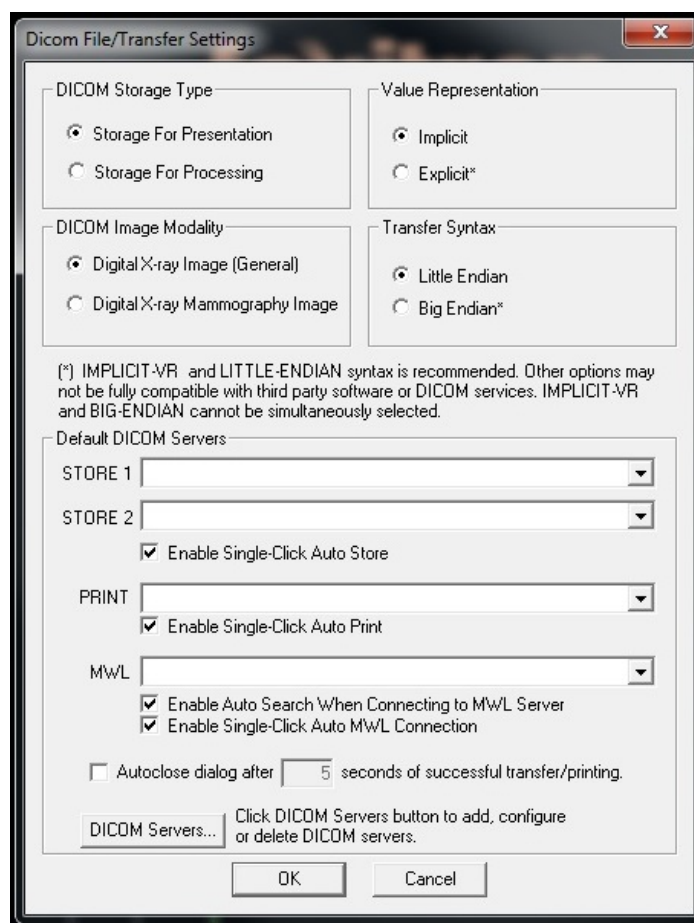 Dicom File/Transfer Settings
DICOM Storage Type
Storage For Presentation
Storage For Processing
Value Representation
Implicit
Explicit*
DICOM Image Modality
Digital X-ray Image (General)
Digital X-ray Mammography Image
Transfer Syntax
Little Endian
Big Endian*
(*) IMPLICIT-VR and LITTLE-ENDIAN syntax is recommended. Other options may
not be fully compatible with third party software or DICOM services. IMPLICIT-VR
and BIG-ENDIAN cannot be simultaneously selected.
Default DICOM Servers
STORE 1
STORE 2
Enable Single-Click Auto Store
PRINT
Enable Single-Click Auto Print
MWL
Enable Auto Search When Connecting to MWL Server
Enable Single-Click Auto MWL Connection
Autoclose dialog after 5 seconds of successful transfer/printing.
DICOM Servers...
Click DICOM Servers button to add, configure
or delete DICOM servers.
OK
Cancel